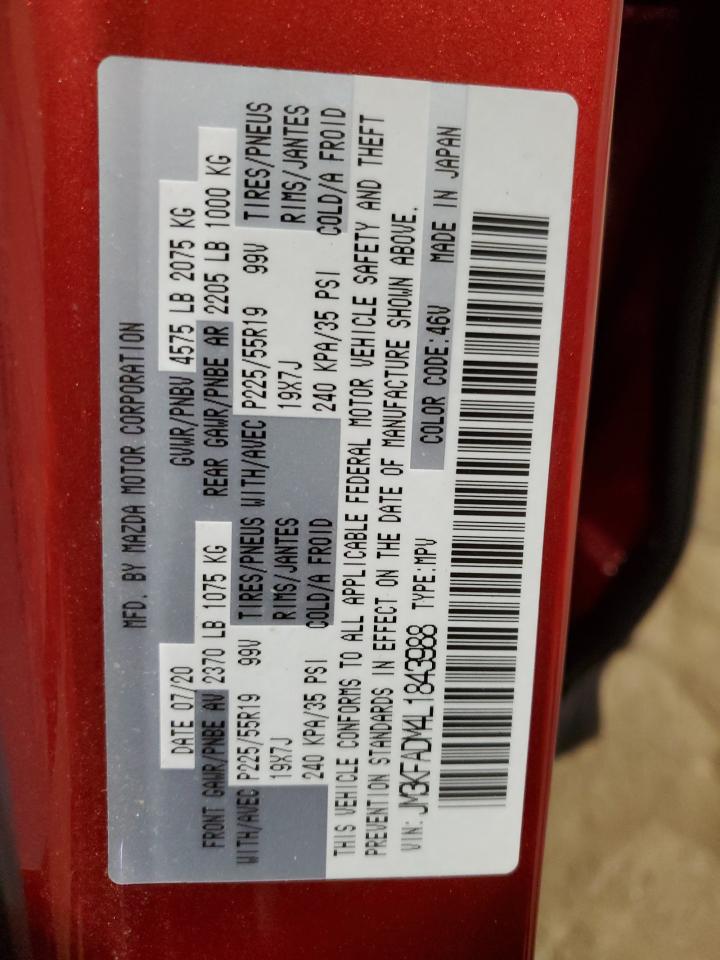 MFD. BY MAZDA MOTOR CORPORATION
DATE 07/20 GVWR/PNBV 4575 LB 2075 KG
FRONT GAWR/PNBE AV 2370 LB 1075 KG REAR GAWR/PNBE AR 2205 LB 1000 KG
WITH/AVEC P225/55R19 99V TIRES/PNEUS WITH/AVEC P225/55R19 99V TIRES/PNEUS
19X7J RIMS/JANTES 19X7J RIMS/JANTES
240 KPA/35 PSI COLD/A FROID 240 KPA/35 PSI COLD/A FROID
THIS VEHICLE CONFORMS TO ALL APPLICABLE FEDERAL MOTOR VEHICLE SAFETY AND THEFT
PREVENTION STANDARDS IN EFFECT ON THE DATE OF MANUFACTURE SHOWN ABOVE.
VIN: JM3KFADM4L1843988 TYPE:MPV COLOR CODE:46V MADE IN JAPAN